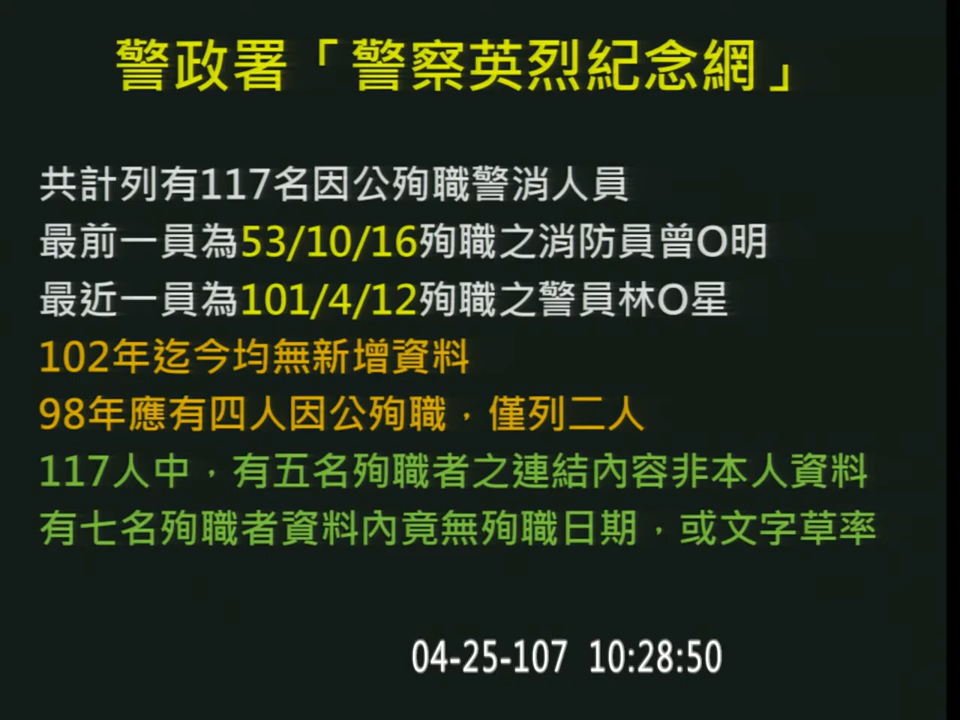 警政署「警察英烈紀念網」
共計列有117名因公殉職警消人員
最前一員為53/10/16殉職之消防員曾O明
最近一員為101/4/12殉職之警員林O星
102年迄今均無新增資料
98年應有四人因公殉職，僅列二人
117人中，有五名殉職者之連結內容非本人資料
有七名殉職者資料內竟無殉職日期，或文字草率
04-25-107 10:28:50